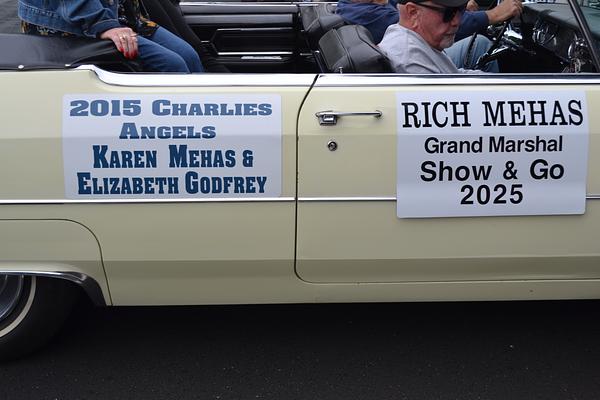 2015 Charlies
Angels
Karen Mehas &
Elizabeth Godfrey
RICH MEHAS
Grand Marshal
Show & Go
2025